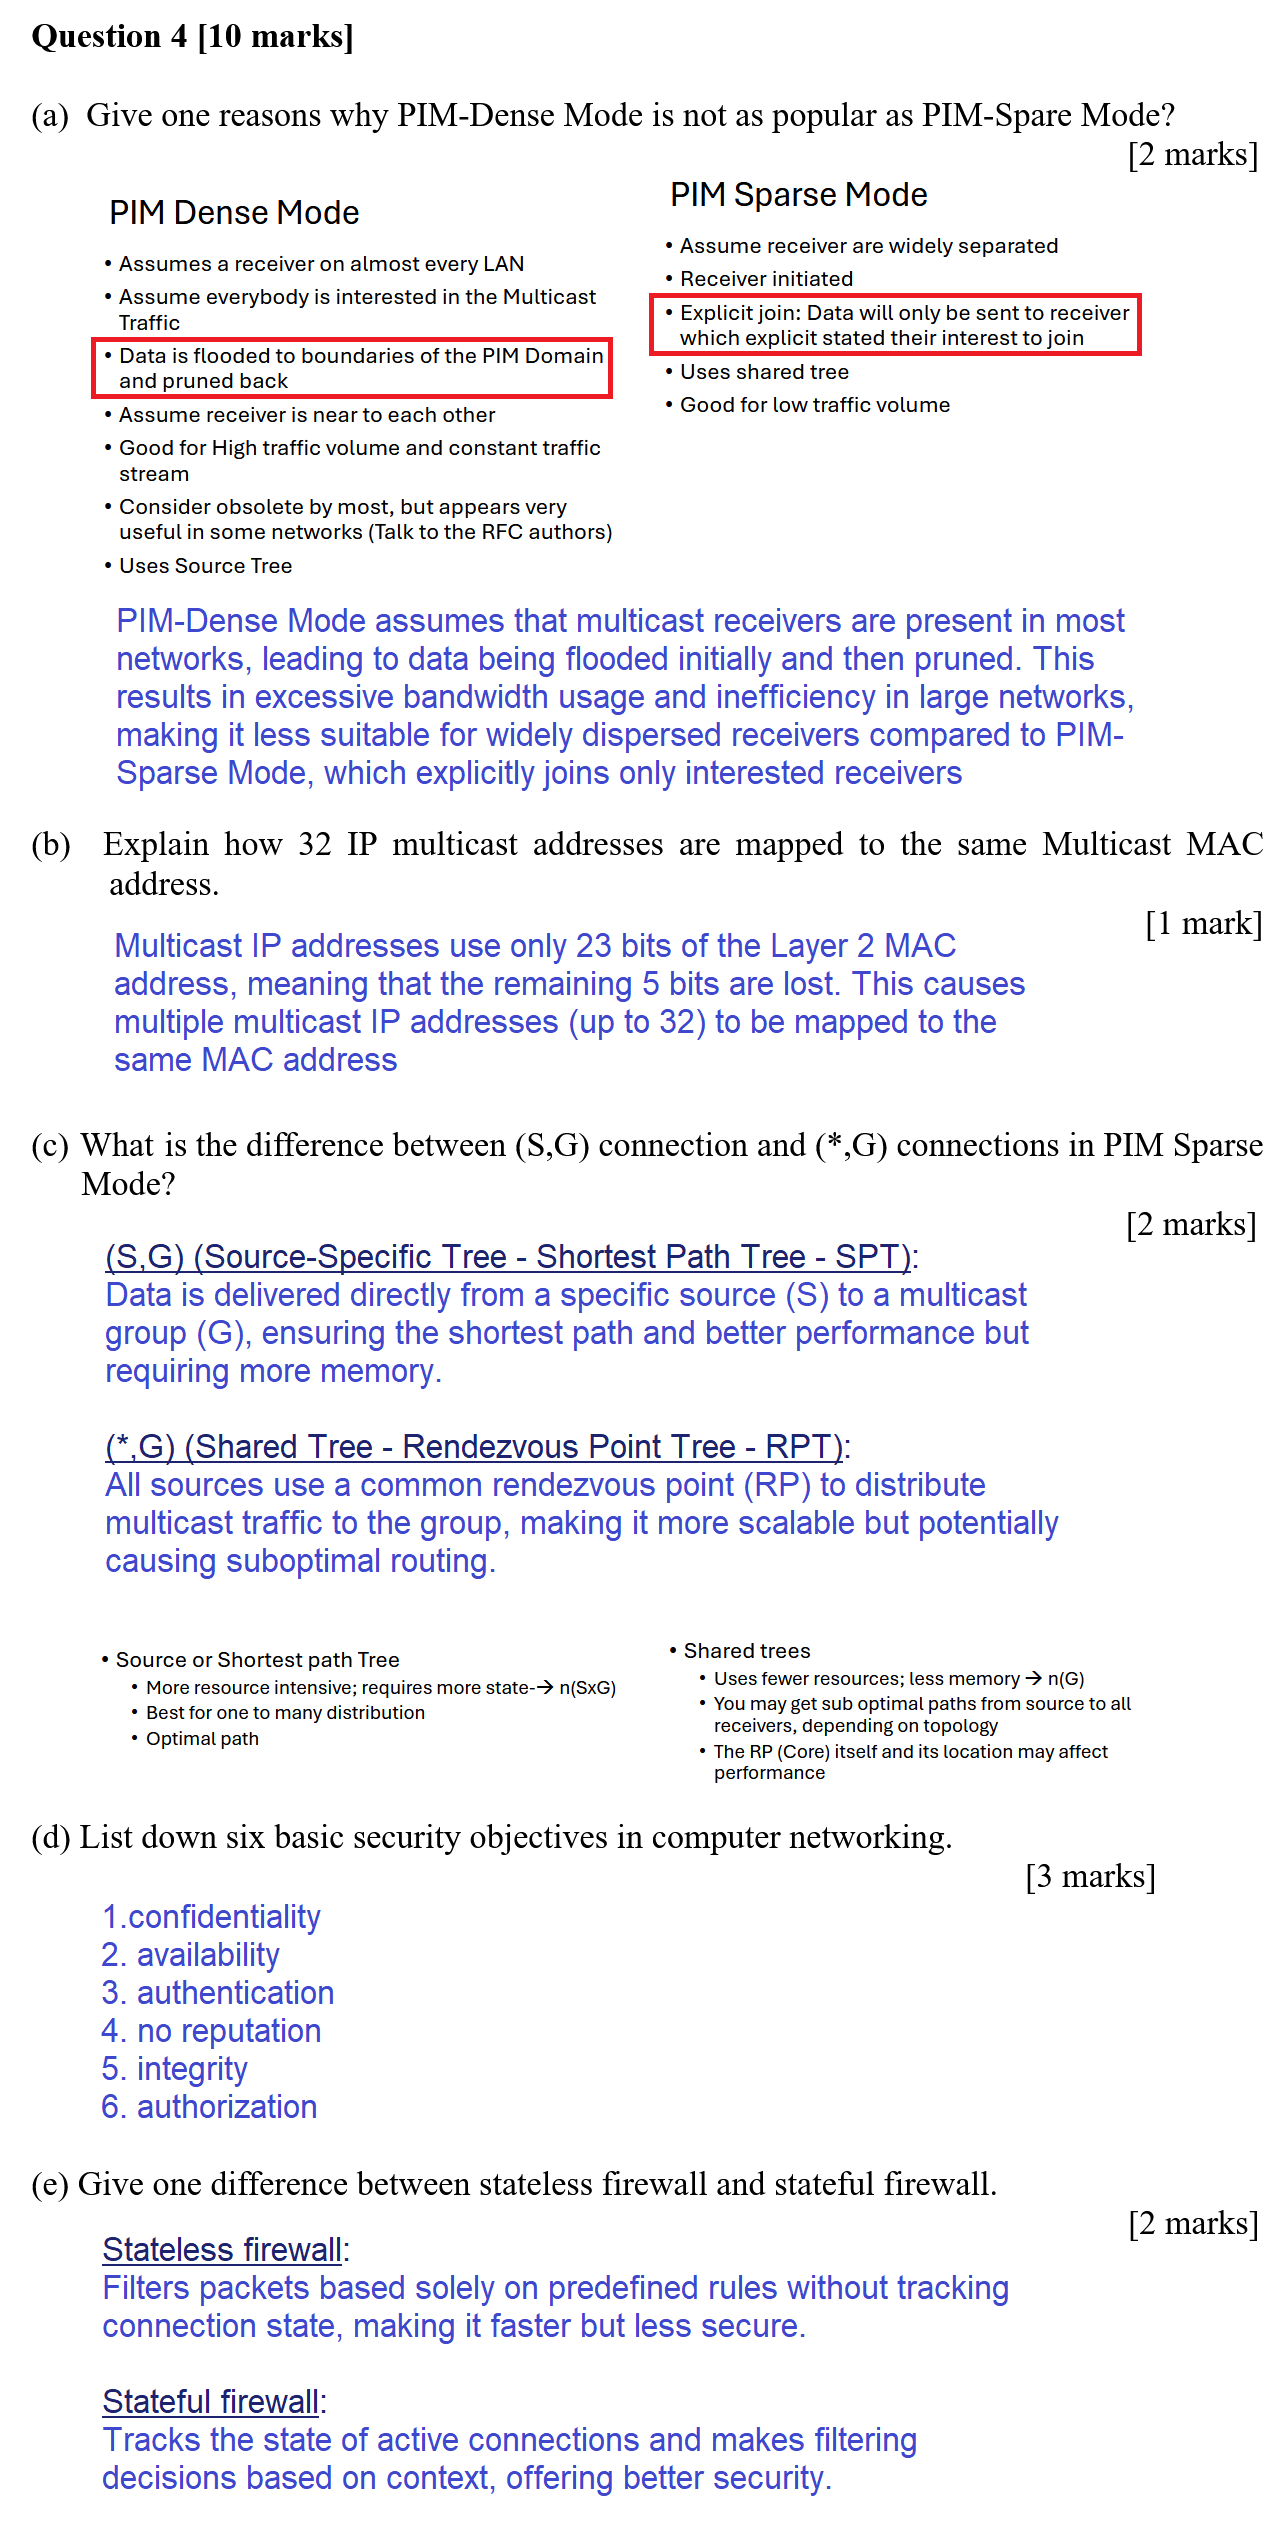 Question 4 [10 marks]
(a) Give one reasons why PIM-Dense Mode is not as popular as PIM-Spare Mode?
[2 marks]
PIM Dense Mode
• Assumes a receiver on almost every LAN
• Assume everybody is interested in the Multicast
Traffic
• Data is flooded to boundaries of the PIM Domain
and pruned back
• Assume receiver is near to each other
• Good for High traffic volume and constant traffic
stream
• Consider obsolete by most, but appears very
useful in some networks (Talk to the RFC authors)
• Uses Source Tree
PIM Sparse Mode
• Assume receiver are widely separated
• Receiver initiated
• Explicit join: Data will only be sent to receiver
which explicit stated their interest to join
• Uses shared tree
• Good for low traffic volume
PIM-Dense Mode assumes that multicast receivers are present in most
networks, leading to data being flooded initially and then pruned. This
results in excessive bandwidth usage and inefficiency in large networks,
making it less suitable for widely dispersed receivers compared to PIM-
Sparse Mode, which explicitly joins only interested receivers
(b) Explain how 32 IP multicast addresses are mapped to the same Multicast MAC
address.
[1 mark]
Multicast IP addresses use only 23 bits of the Layer 2 MAC
address, meaning that the remaining 5 bits are lost. This causes
multiple multicast IP addresses (up to 32) to be mapped to the
same MAC address
(c) What is the difference between (S,G) connection and (*,G) connections in PIM Sparse
Mode?
[2 marks]
(S,G) (Source-Specific Tree - Shortest Path Tree - SPT):
Data is delivered directly from a specific source (S) to a multicast
group (G), ensuring the shortest path and better performance but
requiring more memory.
(*,G) (Shared Tree - Rendezvous Point Tree - RPT):
All sources use a common rendezvous point (RP) to distribute
multicast traffic to the group, making it more scalable but potentially
causing suboptimal routing.
• Source or Shortest path Tree
• More resource intensive; requires more state-→ n(SxG)
• Best for one to many distribution
• Optimal path
• Shared trees
• Uses fewer resources; less memory → n(G)
• You may get sub optimal paths from source to all
receivers, depending on topology
• The RP (Core) itself and its location may affect
performance
(d) List down six basic security objectives in computer networking.
[3 marks]
1.confidentiality
2. availability
3. authentication
4. no reputation
5. integrity
6. authorization
(e) Give one difference between stateless firewall and stateful firewall.
[2 marks]
Stateless firewall:
Filters packets based solely on predefined rules without tracking
connection state, making it faster but less secure.
Stateful firewall:
Tracks the state of active connections and makes filtering
decisions based on context, offering better security.